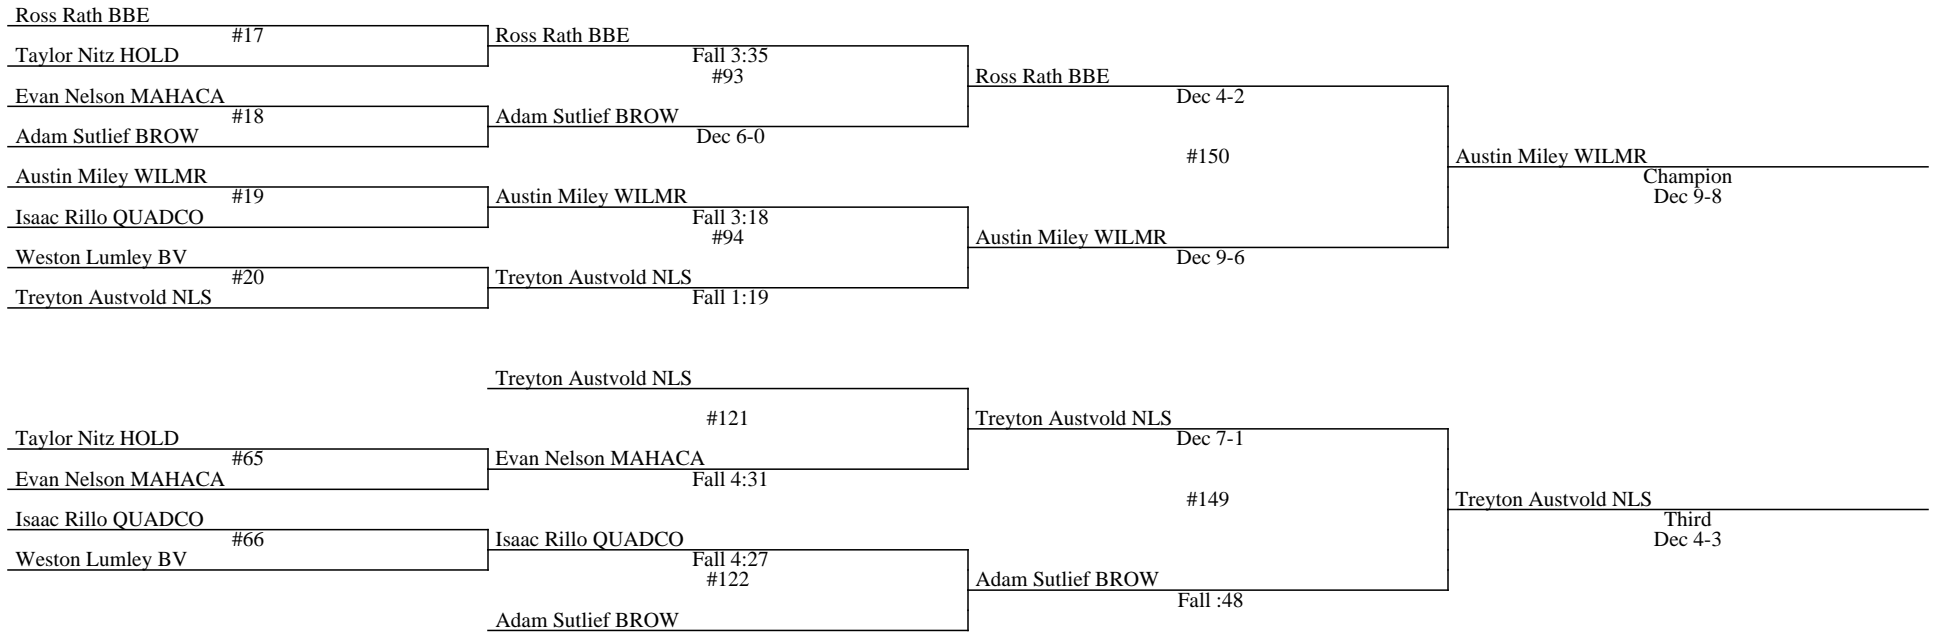 Ross Rath BBE
#17
Taylor Nitz HOLD
Evan Nelson MAHACA
#18
Adam Sutlief BROW
Austin Miley WILMR
#19
Isaac Rillo QUADCO
Weston Lumley BV
#20
Treyton Austvold NLS
Ross Rath BBE
Fall 3:35
#93
Adam Sutlief BROW
Dec 6-0
Austin Miley WILMR
Fall 3:18
#94
Treyton Austvold NLS
Fall 1:19
Ross Rath BBE
Dec 4-2
#150
Austin Miley WILMR
Dec 9-6
Austin Miley WILMR
Champion
Dec 9-8
Taylor Nitz HOLD
#65
Evan Nelson MAHACA
Isaac Rillo QUADCO
#66
Weston Lumley BV
Treyton Austvold NLS
#121
Evan Nelson MAHACA
Fall 4:31
Isaac Rillo QUADCO
Fall 4:27
#122
Adam Sutlief BROW
Treyton Austvold NLS
Dec 7-1
#149
Adam Sutlief BROW
Fall :48
Treyton Austvold NLS
Third
Dec 4-3